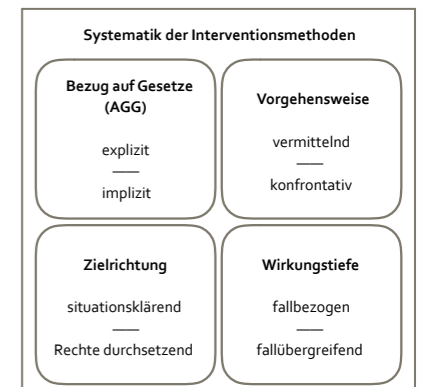 Systematik der Interventionsmethoden
Bezug auf Gesetze
(AGG)
explizit
implizit
Vorgehensweise
vermittelnd
konfrontativ
Zielrichtung
situationsklärend
Rechte durchsetzend
Wirkungstiefe
fallbezogen
fallübergreifend